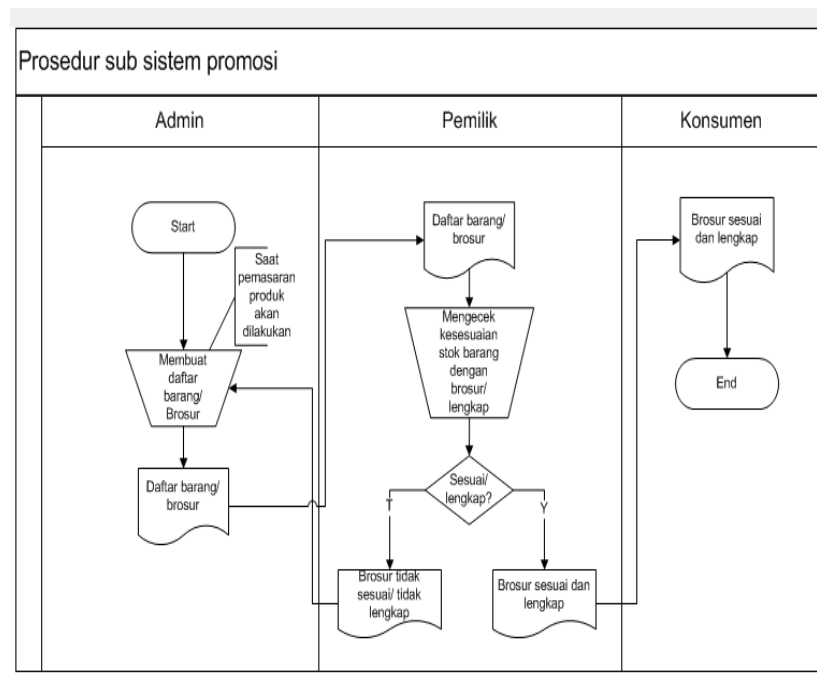 Prosedur sub sistem promosi
Admin
Pemilik
Konsumen
Start
Saat
pemasaran
produk
akan
dilakukan
Membuat
daftar
barang/
Brosur
Daftar barang/
brosur
Daftar barang/
brosur
Mengecek
kesesuaian
stok barang
dengan
brosur/
lengkap
Sesuai/
lengkap?
T
Y
Brosur tidak
sesuai/ tidak
lengkap
Brosur sesuai dan
lengkap
Brosur sesuai
dan lengkap
End